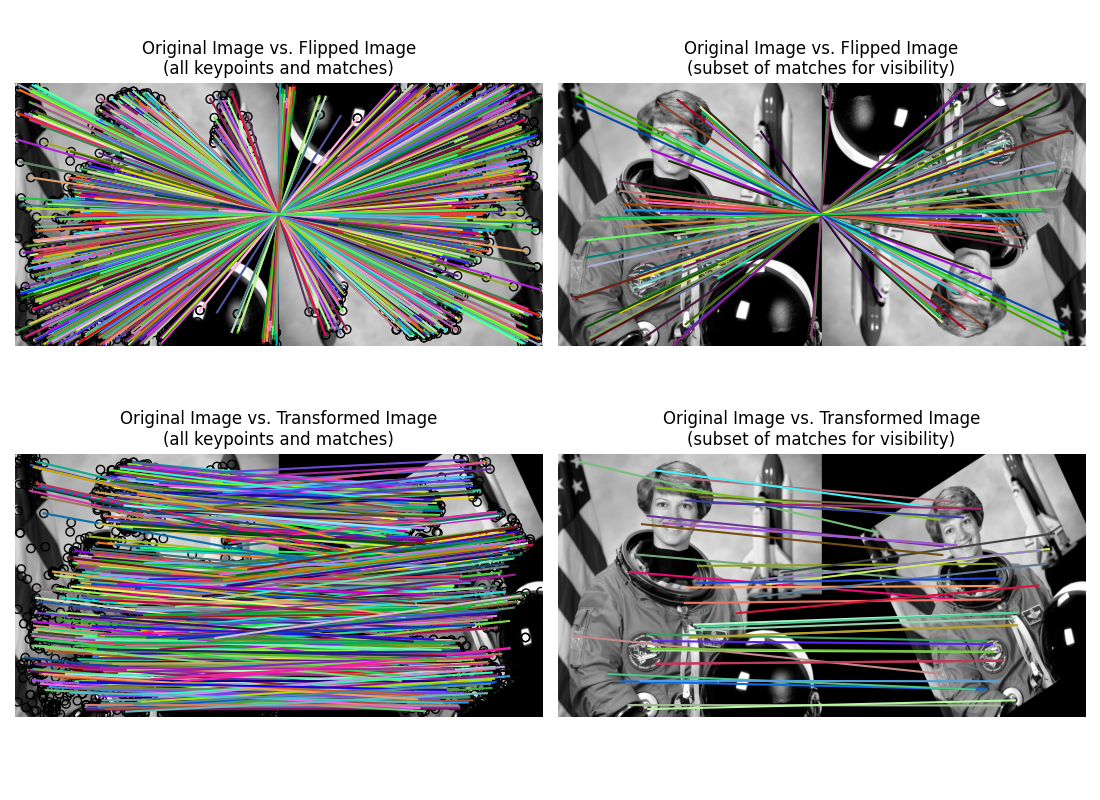 Original Image vs. Flipped Image
(all keypoints and matches)
Original Image vs. Flipped Image
(subset of matches for visibility)
Original Image vs. Transformed Image
(all keypoints and matches)
Original Image vs. Transformed Image
(subset of matches for visibility)